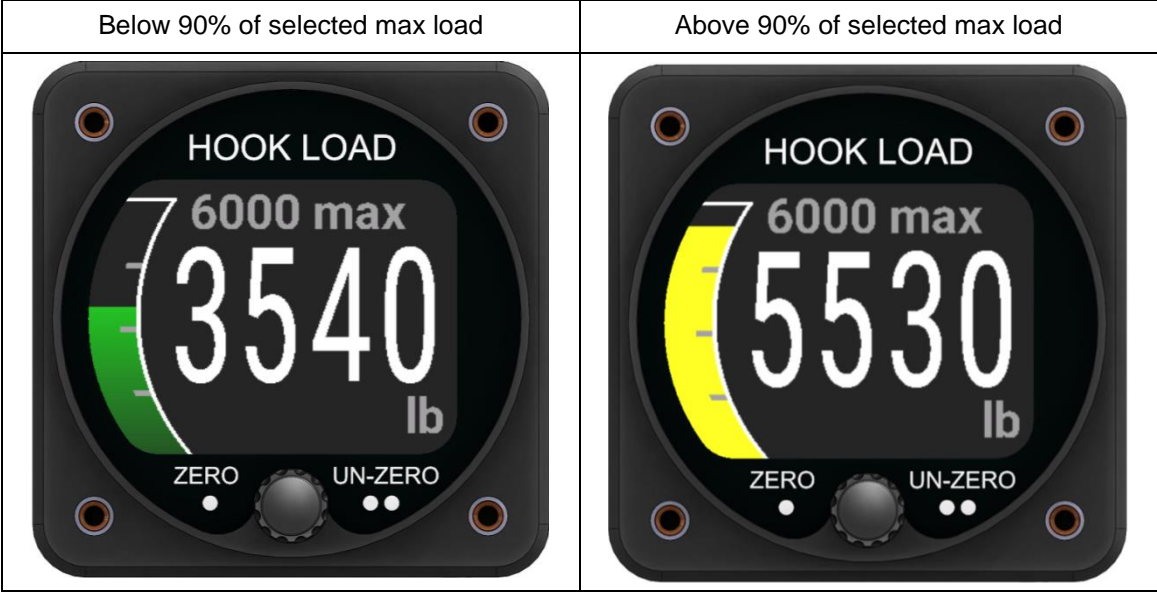 Below 90% of selected max load
Above 90% of selected max load
HOOK LOAD
6000 max
3540
lb
ZERO
UN-ZERO
HOOK LOAD
6000 max
5530
lb
ZERO
UN-ZERO